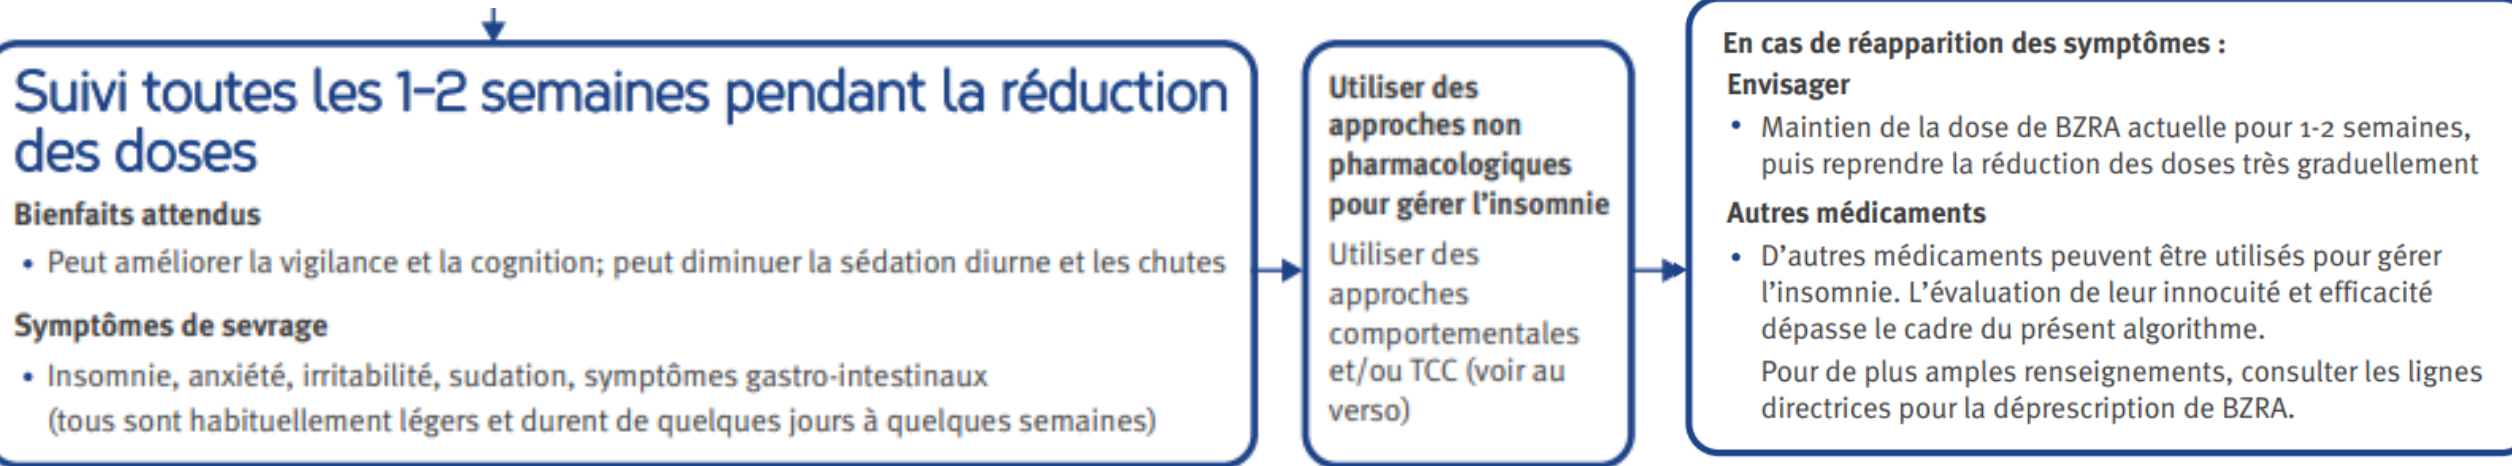 Suivi toutes les 1-2 semaines pendant la réduction
des doses
Bienfaits attendus
• Peut améliorer la vigilance et la cognition; peut diminuer la sédation diurne et les chutes
Symptômes de sevrage
• Insomnie, anxiété, irritabilité, sudation, symptômes gastro-intestinaux
(tous sont habituellement légers et durent de quelques jours à quelques semaines)
Utiliser des
approches non
pharmacologiques
pour gérer l’insomnie
Utiliser des
approches
comportementales
et/ou TCC (voir au
verso)
En cas de réapparition des symptômes :
Envisager
• Maintien de la dose de BZRA actuelle pour 1-2 semaines,
puis reprendre la réduction des doses très graduellement
Autres médicaments
• D’autres médicaments peuvent être utilisés pour gérer
l’insomnie. L’évaluation de leur innocuité et efficacité
dépasse le cadre du présent algorithme.
Pour de plus amples renseignements, consulter les lignes
directrices pour la déprescription de BZRA.